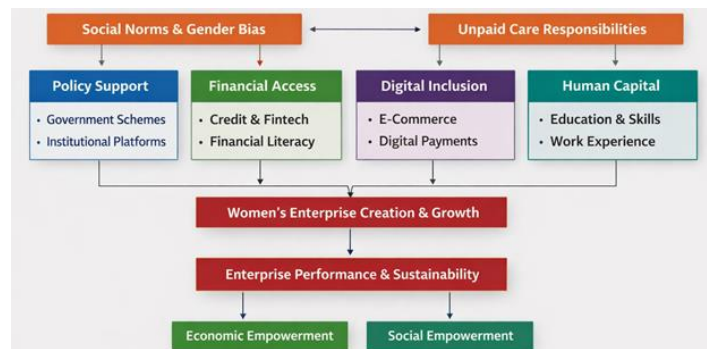 Social Norms & Gender Bias
Unpaid Care Responsibilities
Policy Support
• Government Schemes
• Institutional Platforms
Financial Access
• Credit & Fintech
• Financial Literacy
Digital Inclusion
• E-Commerce
• Digital Payments
Human Capital
• Education & Skills
• Work Experience
Women's Enterprise Creation & Growth
Enterprise Performance & Sustainability
Economic Empowerment
Social Empowerment